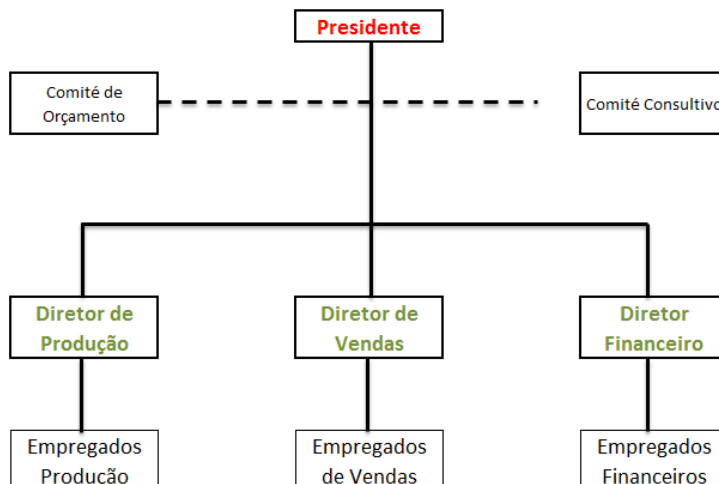 Presidente
Comité de
Orçamento
Comité Consultivo
Diretor de
Produção
Diretor de
Vendas
Diretor
Financeiro
Empregados
Produção
Empregados
de Vendas
Empregados
Financeiros